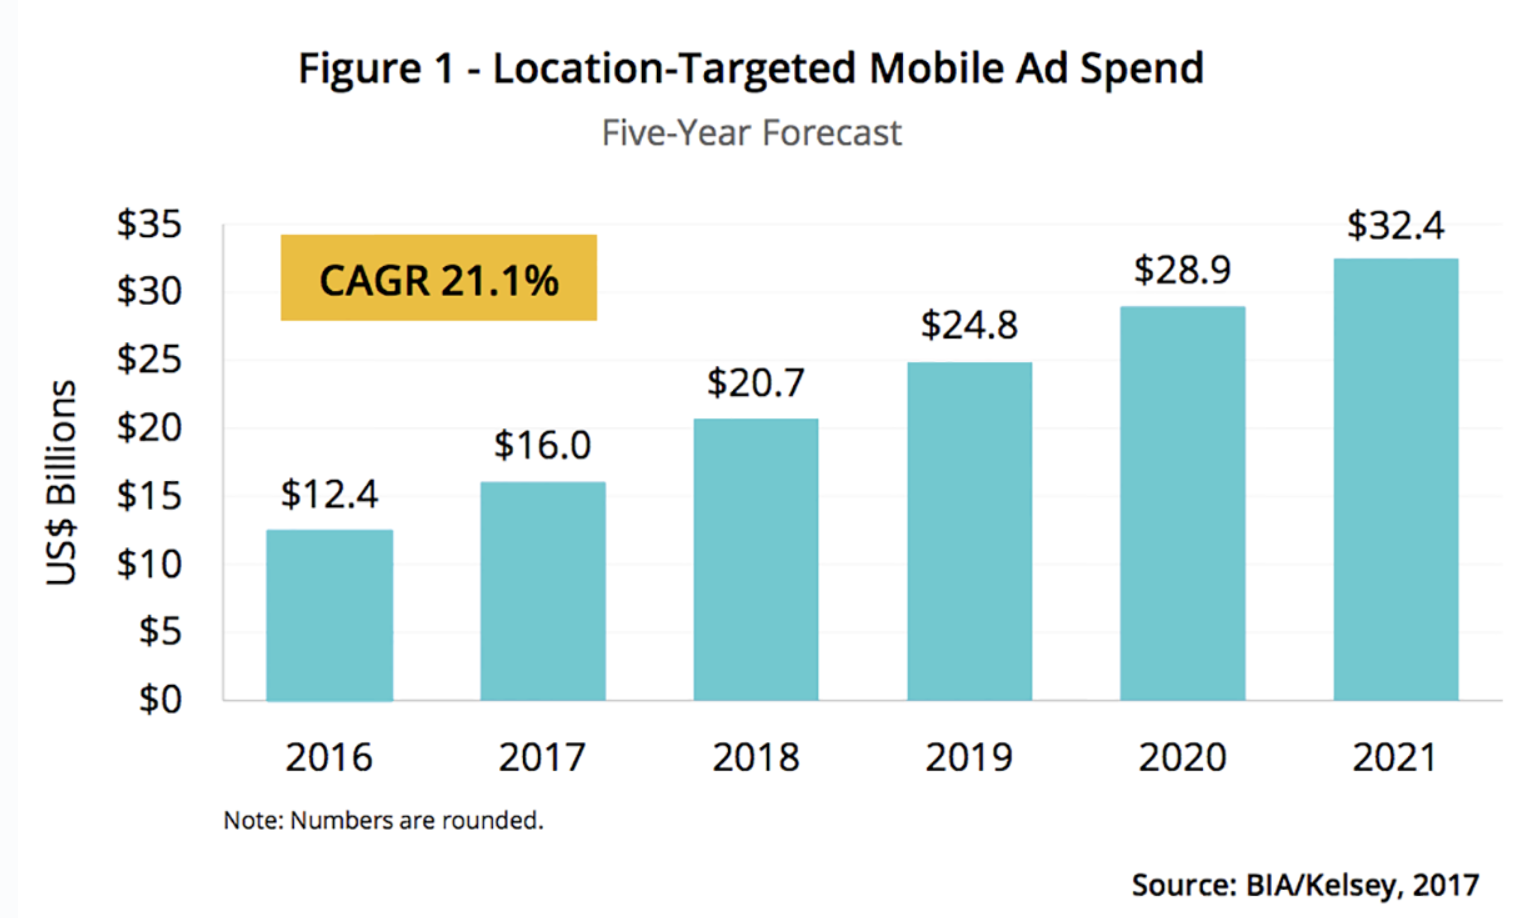 Figure 1 - Location-Targeted Mobile Ad Spend
Five-Year Forecast
US$ Billions
$35
$30
$25
$20
$15
$10
$5
$0
CAGR 21.1%
$12.4
$16.0
$20.7
$24.8
$28.9
$32.4
2016 2017 2018 2019 2020 2021
Note: Numbers are rounded.
Source: BIA/Kelsey, 2017